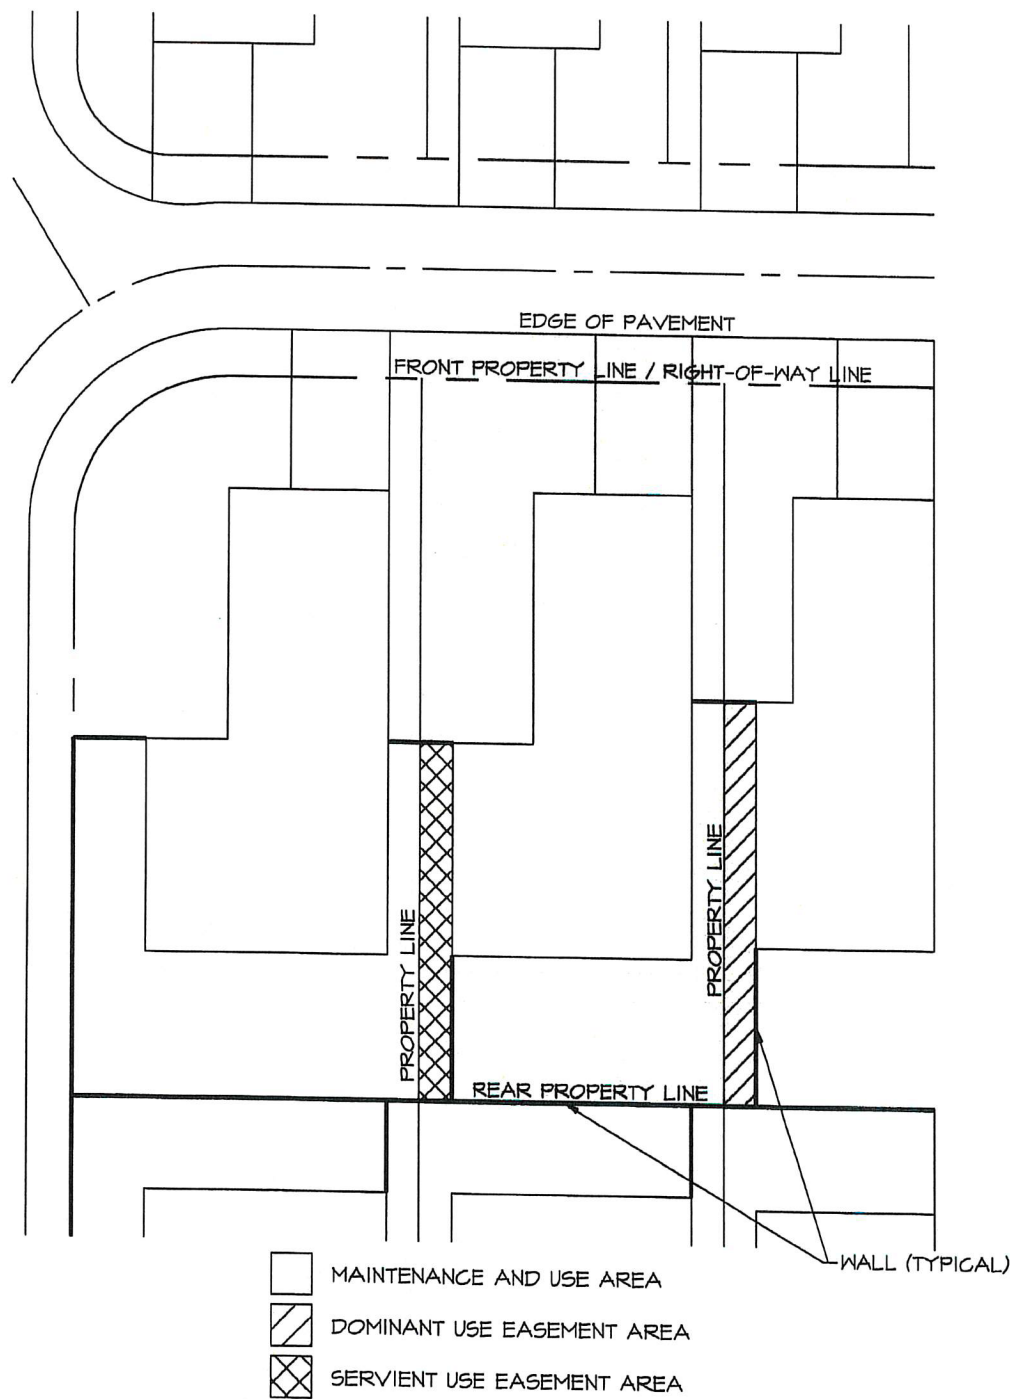 EDGE OF PAVEMENT
FRONT PROPERTY LINE / RIGHT-OF-WAY LINE
PROPERTY LINE
PROPERTY LINE
REAR PROPERTY LINE
WALL (TYPICAL)
MAINTENANCE AND USE AREA
DOMINANT USE EASEMENT AREA
SERVIENT USE EASEMENT AREA